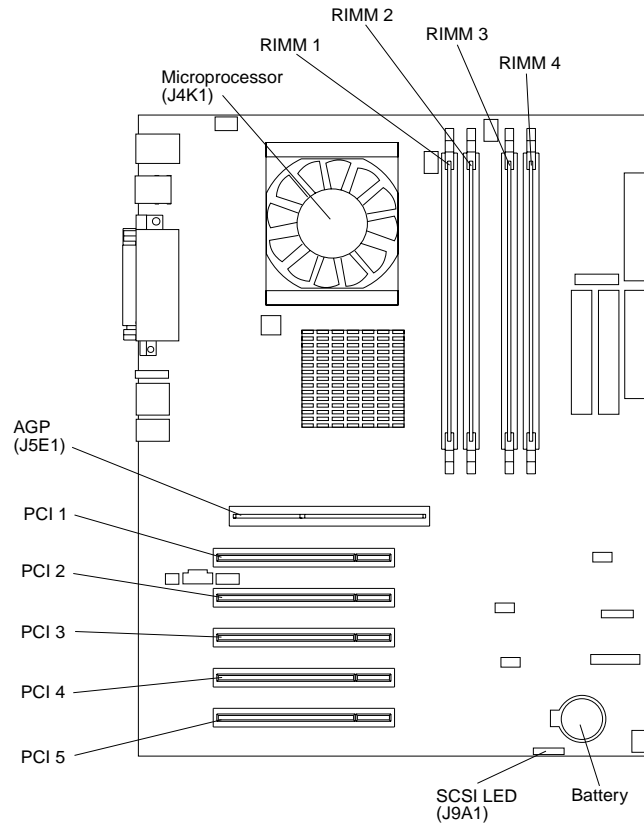 RIMM 2
RIMM 1
RIMM 3
RIMM 4
Microprocessor
(J4K1)
AGP
(J5E1)
PCI 1
PCI 2
PCI 3
PCI 4
PCI 5
SCSI LED
(J9A1)
Battery